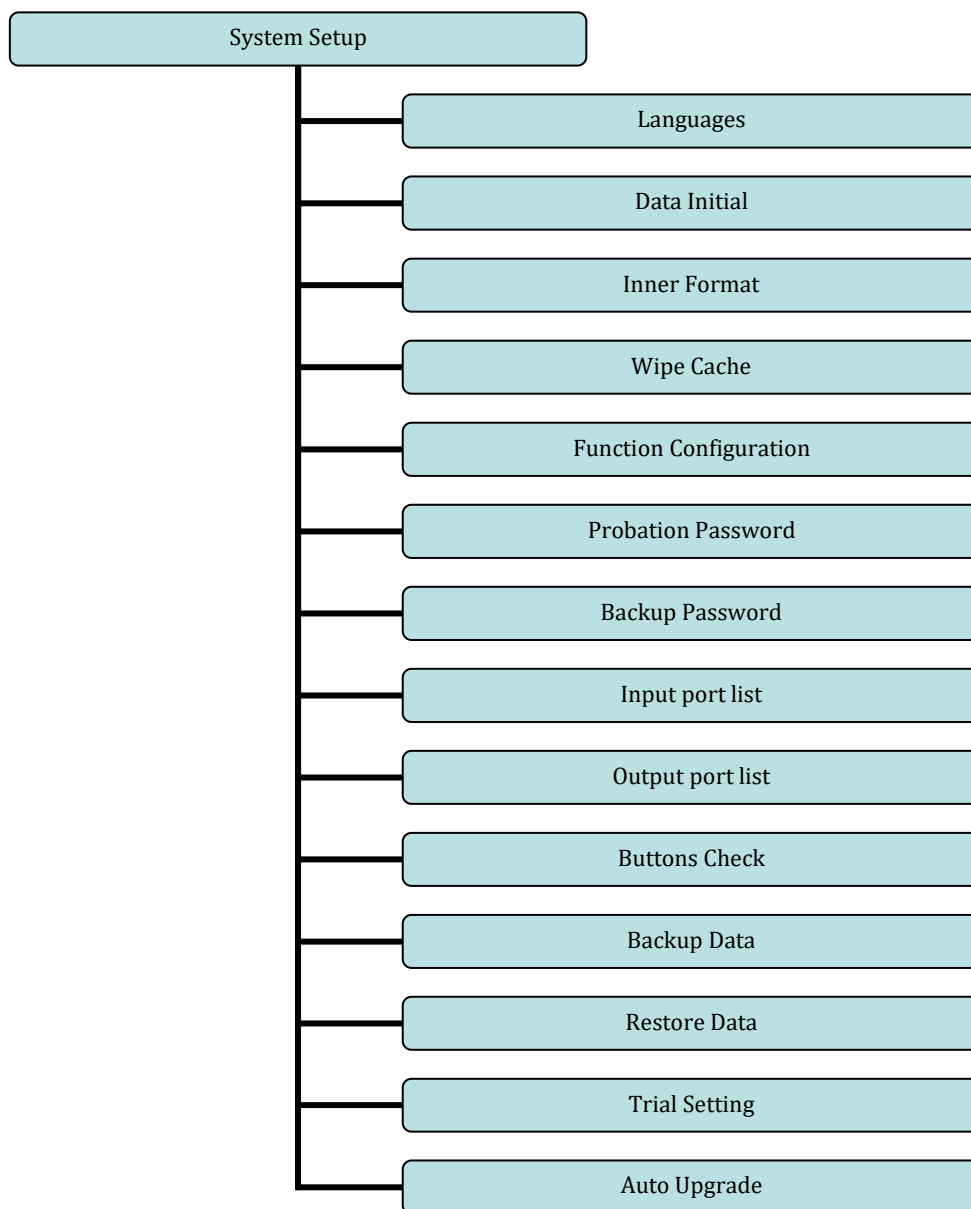 System Setup
Languages
Data Initial
Inner Format
Wipe Cache
Function Configuration
Probation Password
Backup Password
Input port list
Output port list
Buttons Check
Backup Data
Restore Data
Trial Setting
Auto Upgrade